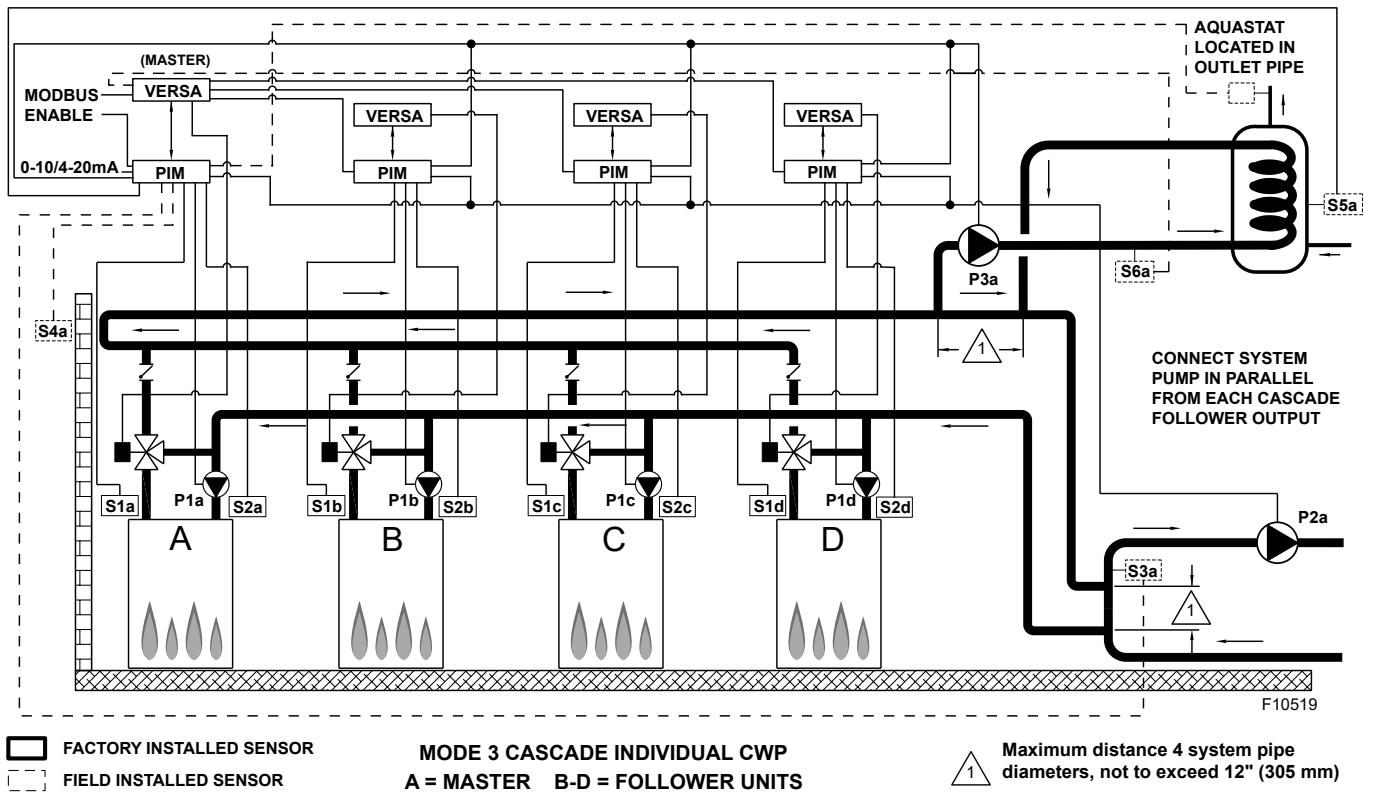 AQUASTAT
LOCATED IN
OUTLET PIPE
(MASTER)
VERSA
MODBUS
ENABLE
VERSA
VERSA
VERSA
0-10/4-20mA
PIM
PIM
PIM
PIM
S5a
S6a
P3a
S4a
1
CONNECT SYSTEM
PUMP IN PARALLEL
FROM EACH CASCADE
FOLLOWER OUTPUT
S1a
P1a
S2a
S1b
P1b
S2b
S1c
P1c
S2c
S1d
P1d
S2d
P2a
A
B
C
D
S3a
1
F10519
FACTORY INSTALLED SENSOR
FIELD INSTALLED SENSOR
MODE 3 CASCADE INDIVIDUAL CWP
A = MASTER B-D = FOLLOWER UNITS
1
Maximum distance 4 system pipe
diameters, not to exceed 12" (305 mm)